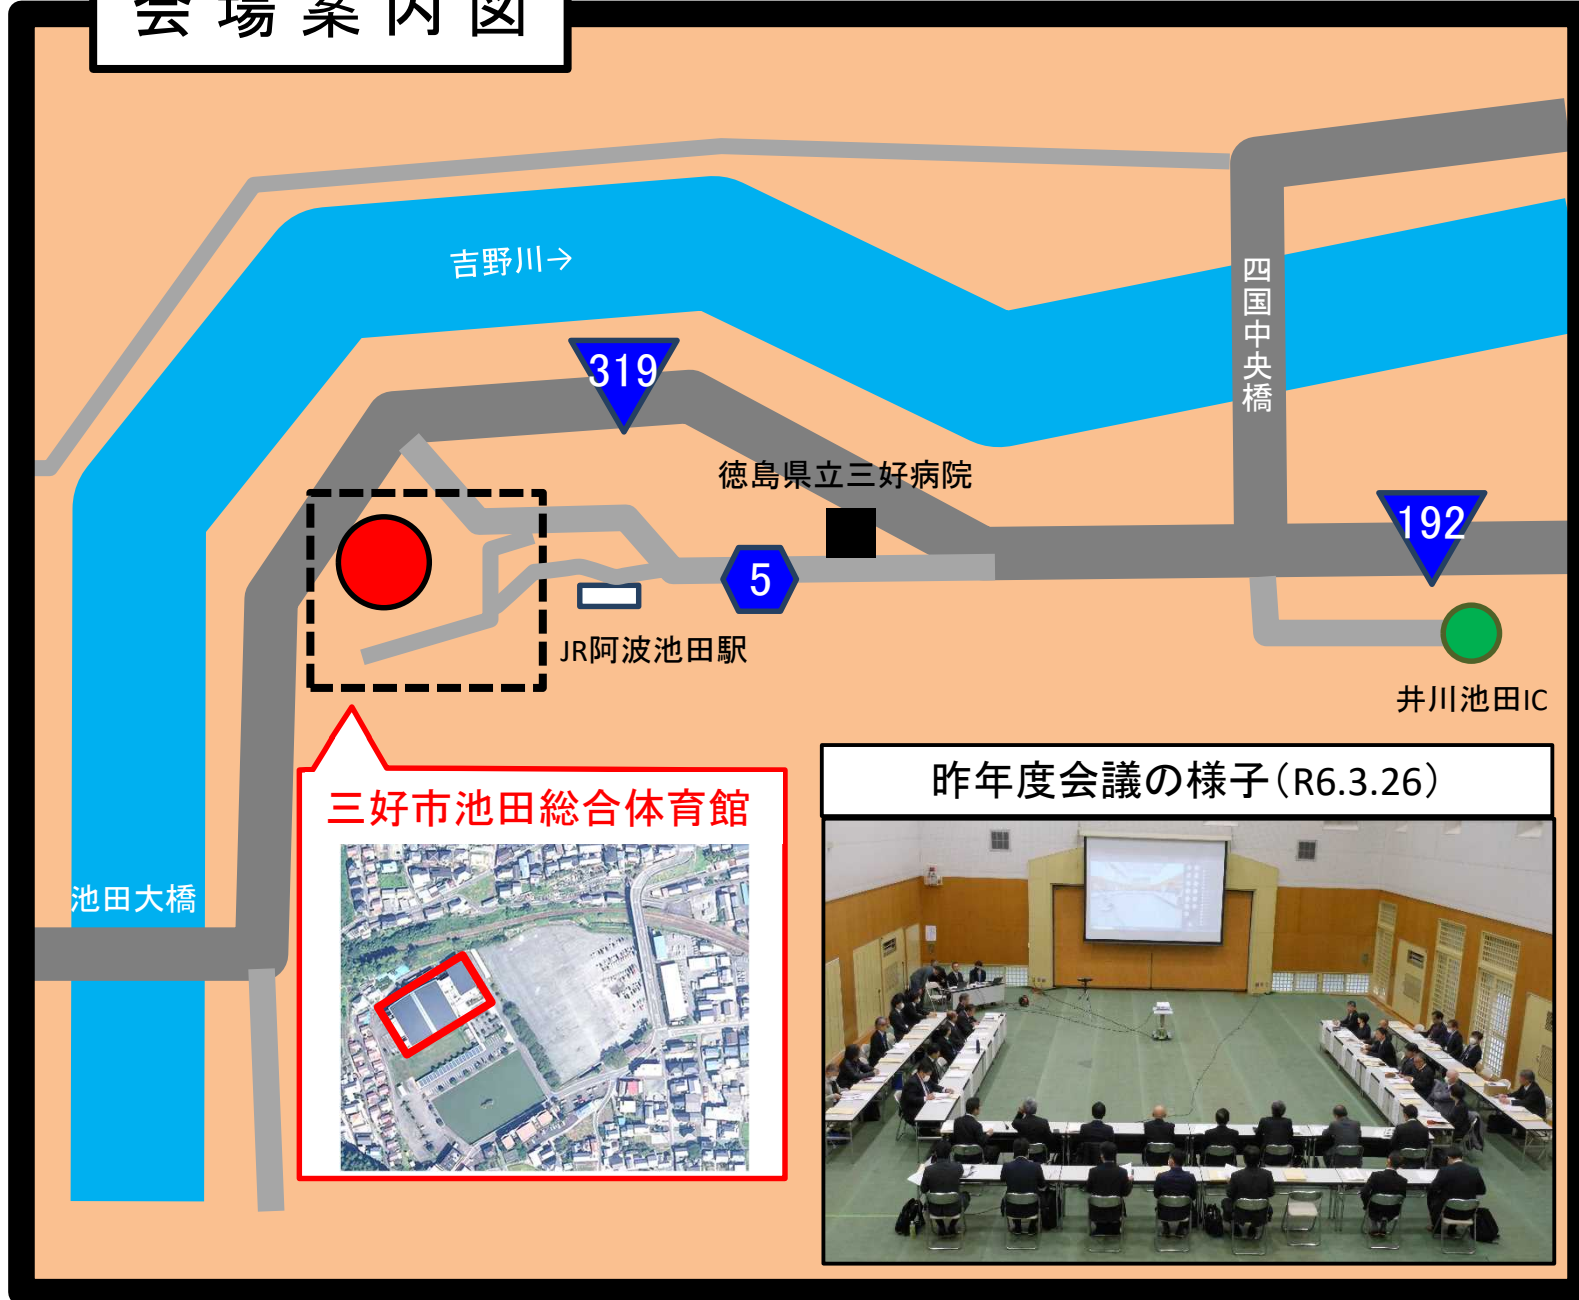 会場案内図
吉野川→
四国中央橋
319
徳島県立三好病院
192
5
JR阿波池田駅
井川池田IC
三好市池田総合体育館
昨年度会議の様子（R6.3.26）
池田大橋